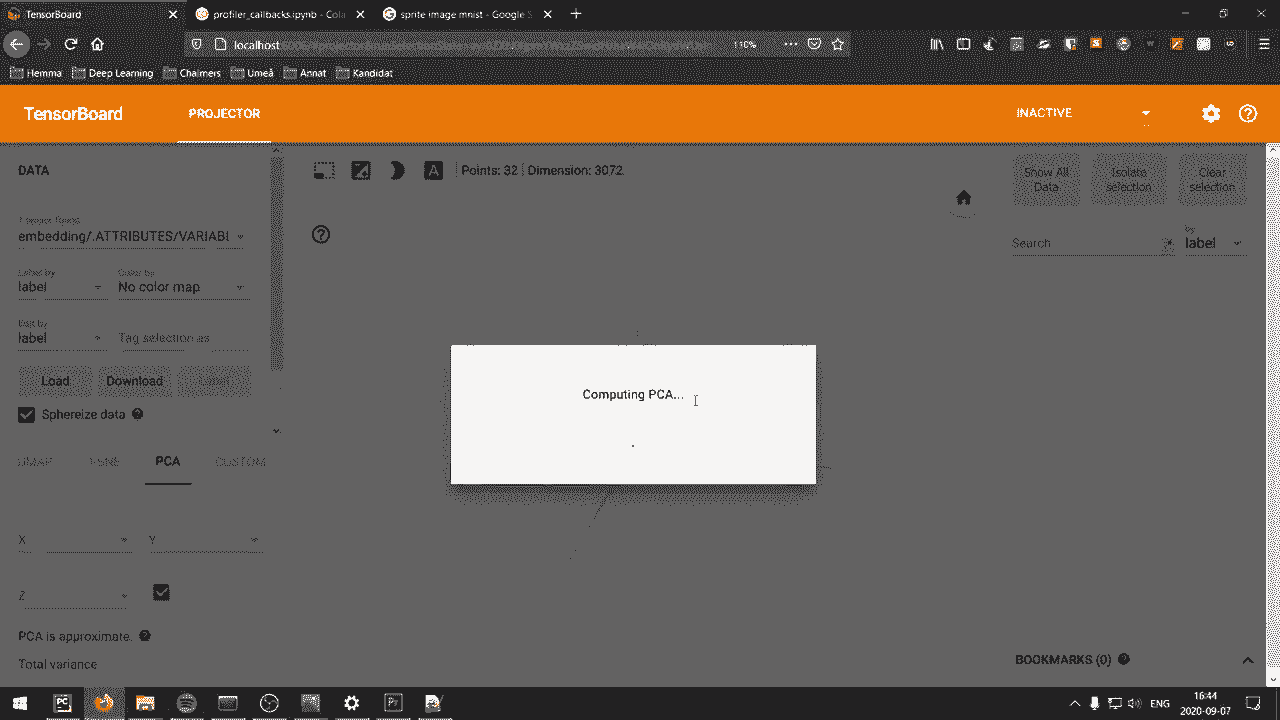 TensorBoard
profiler_callbacks.ipynb - Cola
sprite image mnist - Google S
localhost
110%
Hemma
Deep Learning
Chalmers
Umeå
Annat
Kandidat
TensorBoard
PROJECTOR
INACTIVE
DATA
Points: 32
Dimension: 3072
Show All
Data
Isolate
selection
Clear
selection
embedding/.ATTRIBUTES/VARIABL
Search
by
label
Label by
Color by
label
No color map
Edit by
label
Tag selection as
Load
Download
Label
Sphereize data
UMAP
T-SNE
PCA
CUSTOM
Computing PCA...
X
Y
Z
PCA is approximate.
Total variance
BOOKMARKS (0)
ENG
16:44
2020-09-07